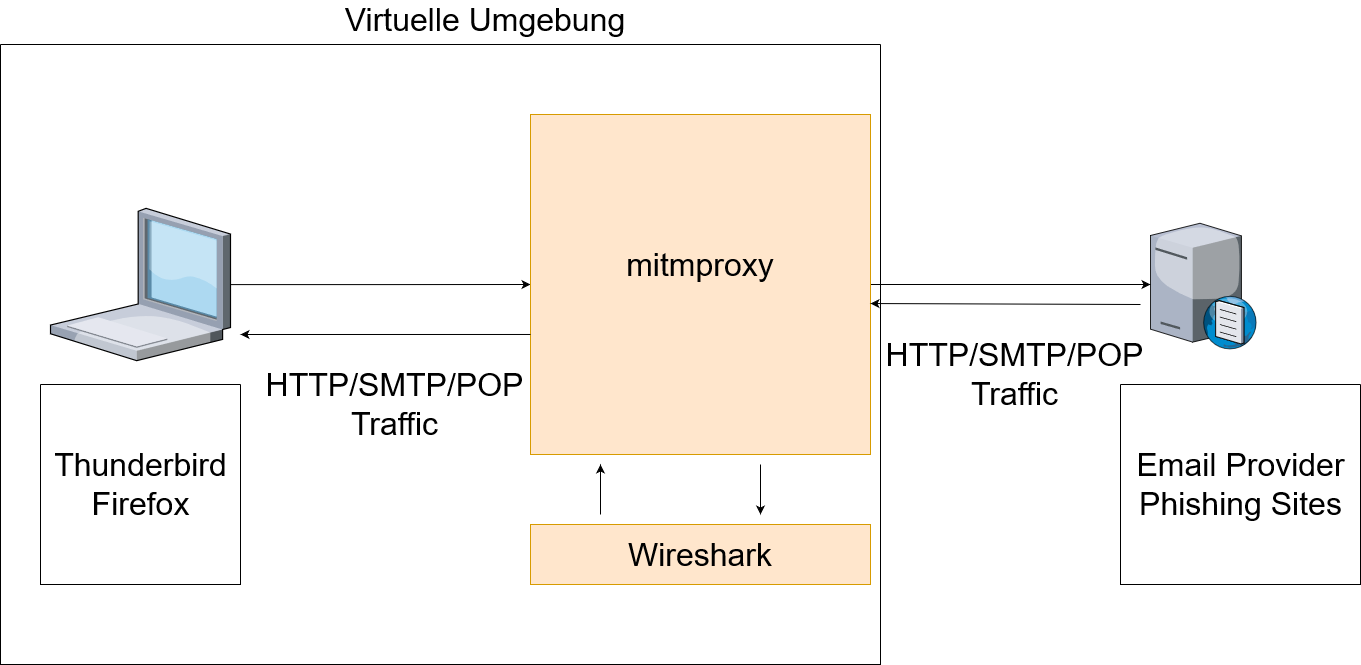 Virtuelle Umgebung
mitmproxy
HTTP/SMTP/POP
Traffic
HTTP/SMTP/POP
Traffic
Thunderbird
Firefox
Email Provider
Phishing Sites
Wireshark